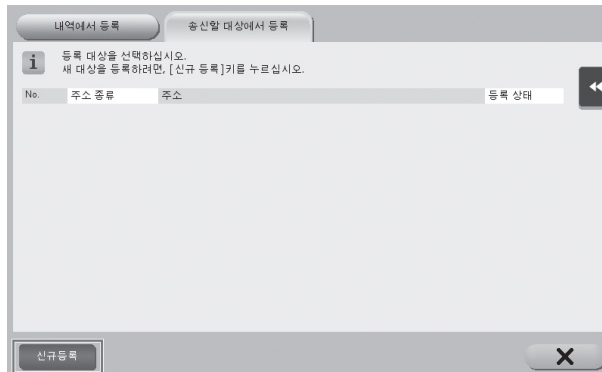 내역에서 등록
송신할 대상에서 등록
i
등록 대상을 선택하십시오.
새 대상을 등록하려면, [신규 등록]키를 누르십시오.
No. 주소 종류 주소 등록 상태
신규등록